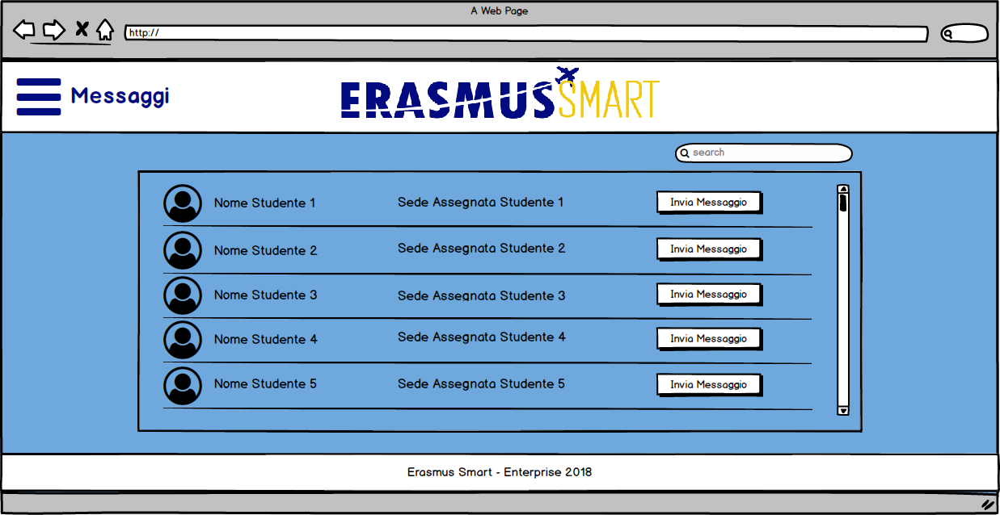 A Web Page
http://
Messaggi
ERASMUS SMART
search
Nome Studente 1 Sede Assegnata Studente 1 Invia Messaggio
Nome Studente 2 Sede Assegnata Studente 2 Invia Messaggio
Nome Studente 3 Sede Assegnata Studente 3 Invia Messaggio
Nome Studente 4 Sede Assegnata Studente 4 Invia Messaggio
Nome Studente 5 Sede Assegnata Studente 5 Invia Messaggio
Erasmus Smart - Enterprise 2018